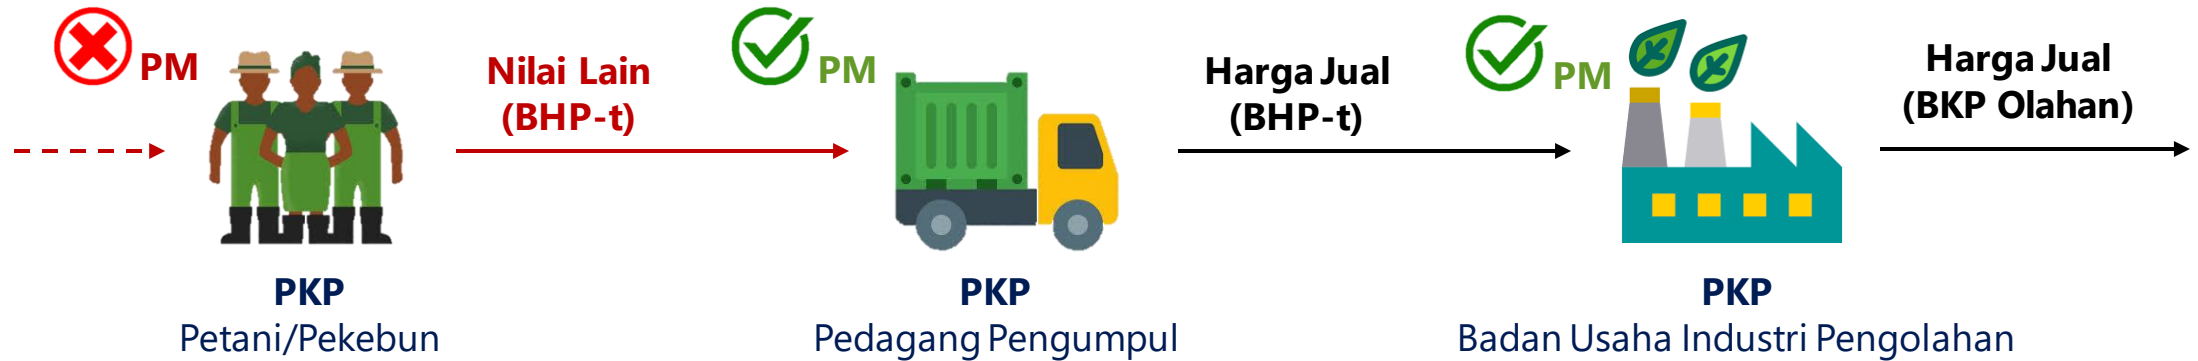 PM
Nilai Lain
(BHP-t)
PM
Harga Jual
(BHP-t)
PM
Harga Jual
(BKP Olahan)
PKP
Petani/Pekebun
PKP
Pedagang Pengumpul
PKP
Badan Usaha Industri Pengolahan